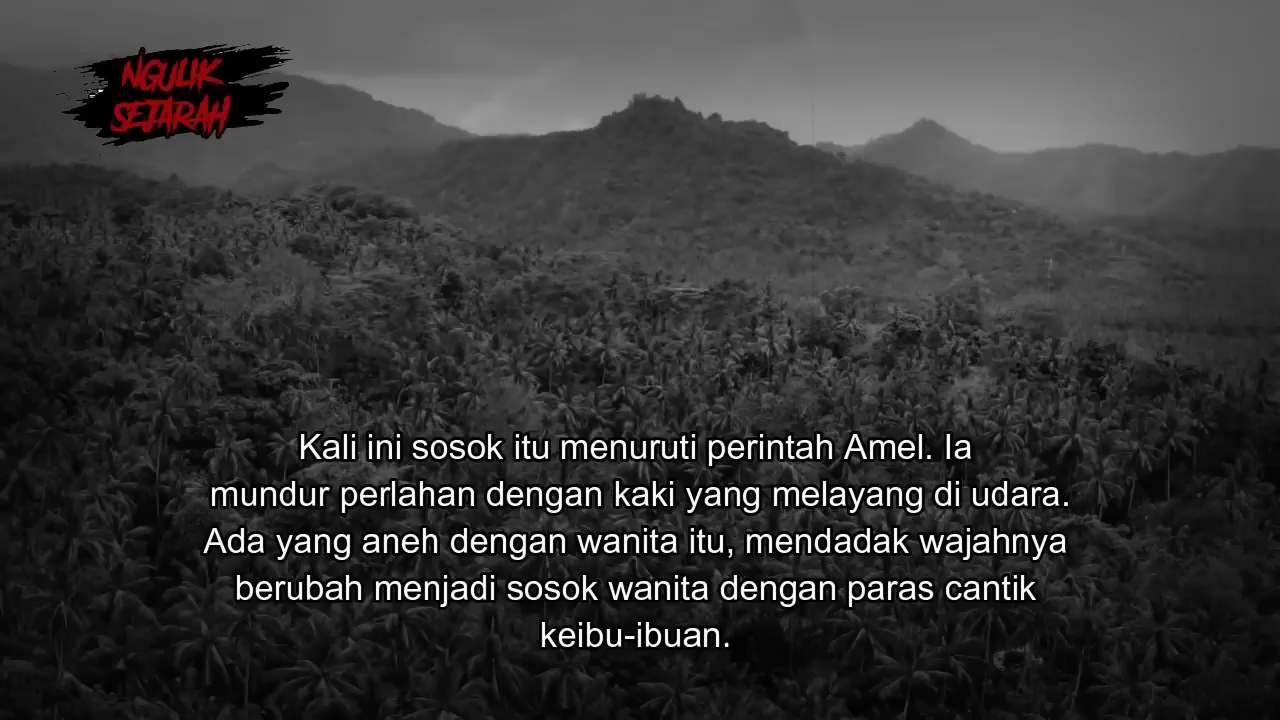 NGULIK
SEJARAH
Kali ini sosok itu menuruti perintah Amel. Ia
mundur perlahan dengan kaki yang melayang di udara.
Ada yang aneh dengan wanita itu, mendadak wajahnya
berubah menjadi sosok wanita dengan paras cantik
keibu-ibuan.